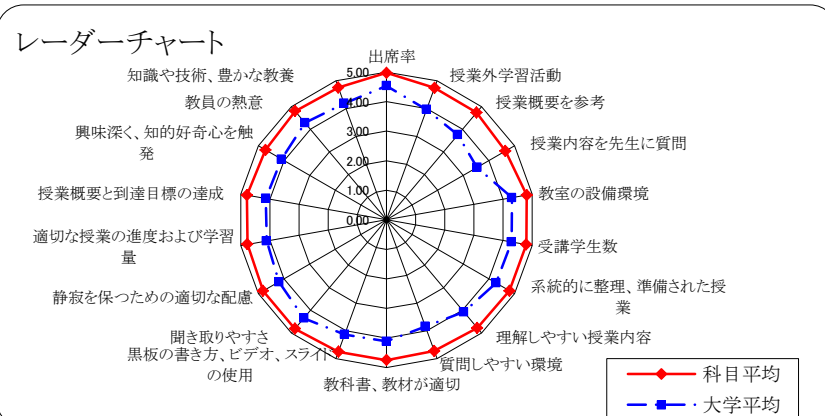 レーダーチャート
出席率
授業外学習活動
授業概要を参考
授業内容を先生に質問
教室の設備環境
受講学生数
系統的に整理、準備された授
業
理解しやすい授業内容
質問しやすい環境
教科書、教材が適切
黒板の書き方、ビデオ、スライド
の使用
聞き取りやすさ
静寂を保つための適切な配慮
適切な授業の進度および学習
量
授業概要と到達目標の達成
興味深く、知的好奇心を触
発
教員の熱意
知識や技術、豊かな教養
5.00
4.00
3.00
2.00
1.00
0.00
科目平均
大学平均